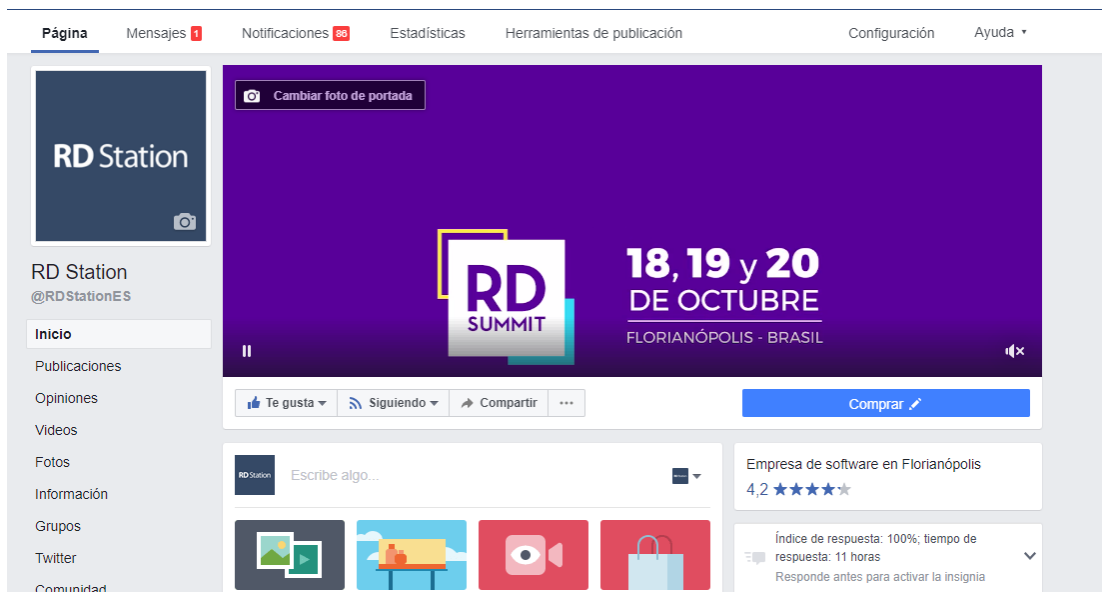 Página Mensajes 1 Notificaciones 86 Estadísticas Herramientas de publicación Configuración Ayuda
Cambiar foto de portada
RD Station
RD Station
@RDStationES
RD
SUMMIT
18, 19 y 20
DE OCTUBRE
FLORIANÓPOLIS - BRASIL
Inicio
Publicaciones
Opiniones
Videos
Fotos
Información
Grupos
Twitter
Comunidad
Te gusta Siguiendo Compartir ...
Comprar
RD Station
Escribe algo...
Empresa de software en Florianópolis
4,2
Índice de respuesta: 100%; tiempo de
respuesta: 11 horas
Responde antes para activar la insignia